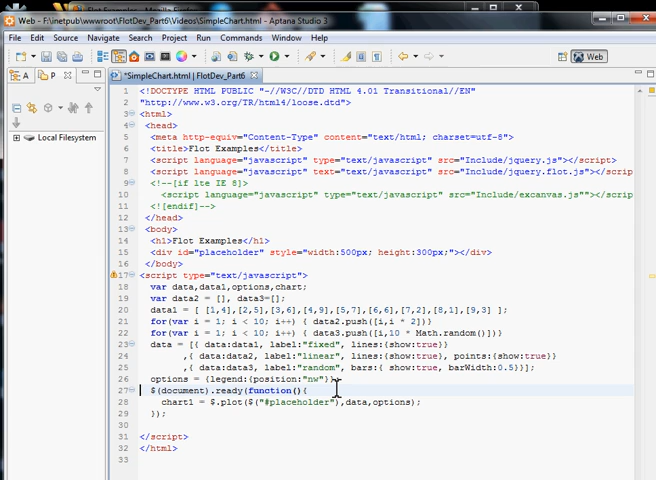 Web - F:\inetpub\wwwroot\FlotDev_Part6\Videos\SimpleChart.html - Aptana Studio 3
File Edit Source Navigate Search Project Run Commands Window Help
Web
A P *SimpleChart.html | FlotDev_Part6
Local Filesystem
1 <!DOCTYPE HTML PUBLIC "-//W3C//DTD HTML 4.01 Transitional//EN"
2 "http://www.w3.org/TR/html4/loose.dtd">
3 <html>
4 <head>
5 <meta http-equiv="Content-Type" content="text/html; charset=utf-8">
6 <title>Flot Examples</title>
7 <script language="javascript" type="text/javascript" src="Include/jquery.js"></script>
8 <script language="javascript" text="text/javascript" src="Include/jquery.flot.js"></script>
9 <!--[if lte IE 8]>
10 <script language="javascript" type="text/javascript" src="Include/excanvas.js""></scrip
11 <![endif]-->
12 </head>
13 <body>
14 <h1>Flot Examples</h1>
15 <div id="placeholder" style="width:500px; height:300px;"></div>
16 </body>
17 <script type="text/javascript">
18 var data,data1,options,chart;
19 var data2 = [], data3=[];
20 data1 = [ [1,4],[2,5],[3,6],[4,9],[5,7],[6,6],[7,2],[8,1],[9,3] ];
21 for(var i = 1; i < 10; i++) { data2.push([i,i * 2])}
22 for(var i = 1; i < 10; i++) { data3.push([i,10 * Math.random()])}
23 data = [{ data:data1, label:"fixed", lines:{show:true}}
24 ,{ data:data2, label:"linear", lines:{show:true}, points:{show:true}}
25 ,{ data:data3, label:"random", bars:{ show:true}, barWidth:0.5}];
26 options = {legend:{position:"nw"}};
27 $(document).ready(function(){
28 chart1 = $.plot($("#placeholder"),data,options);
29 });
30
31 </script>
32 </html>
33